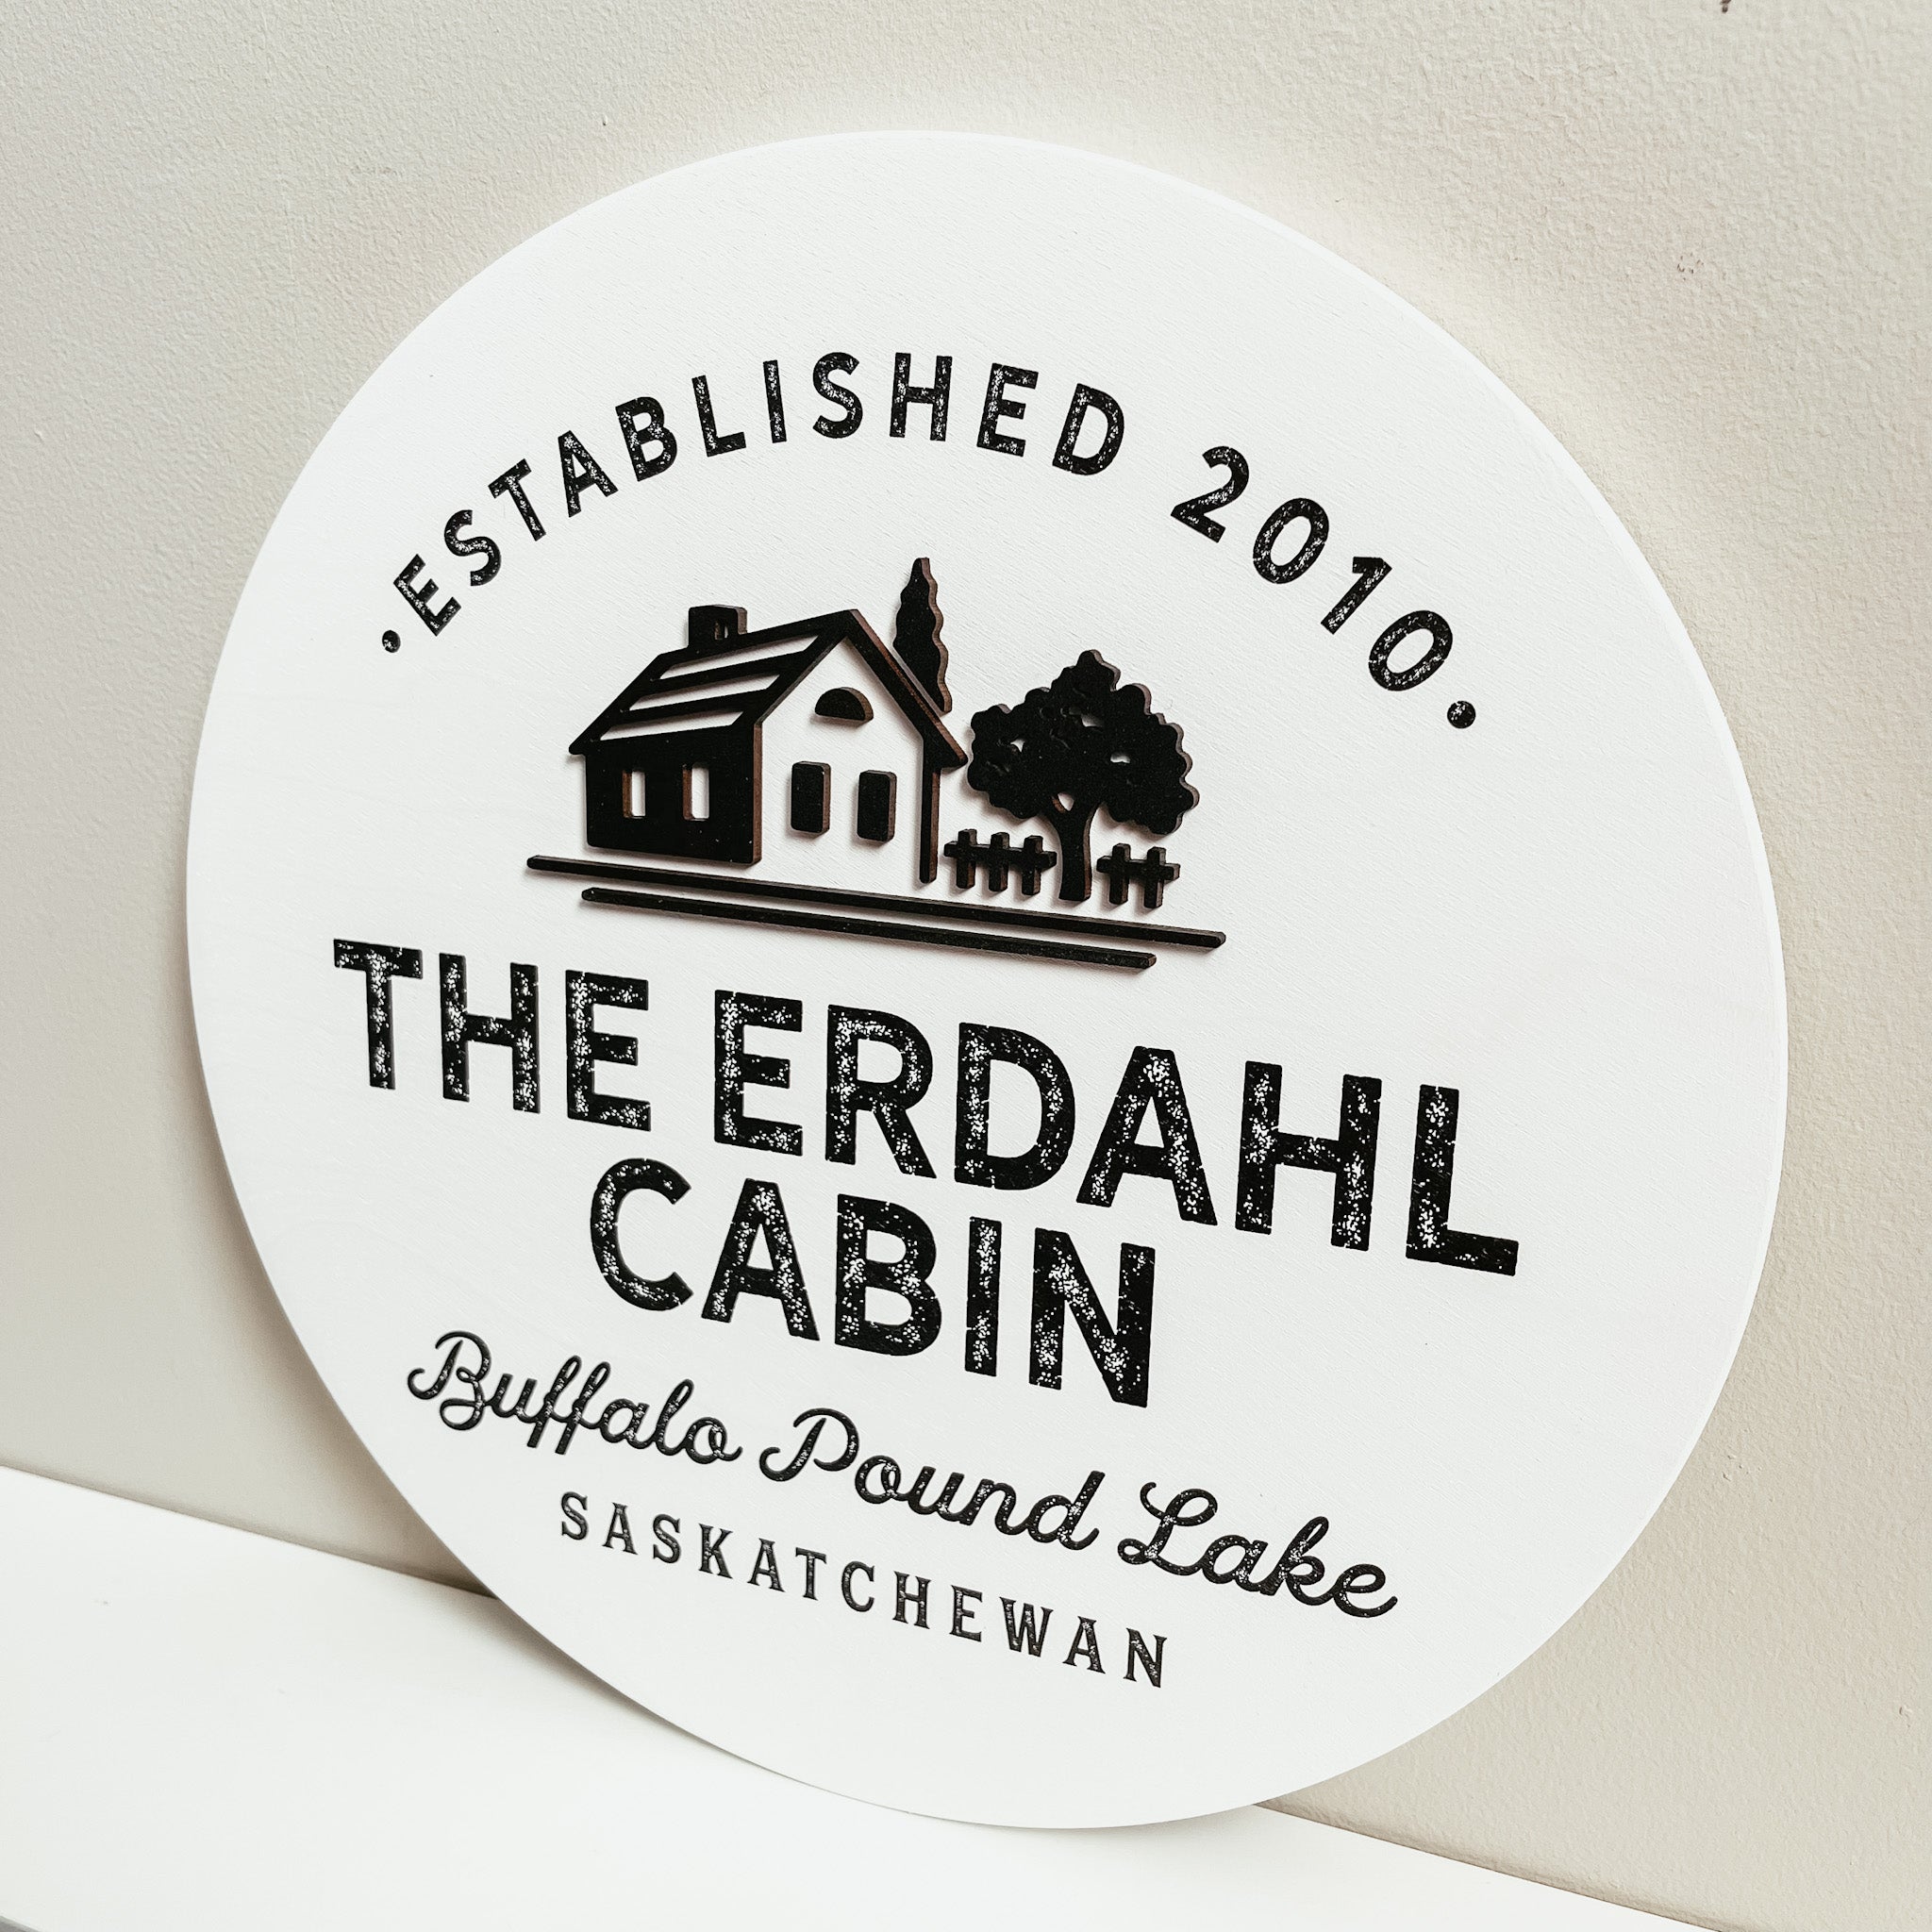 ·ESTABLISHED 2010·
THE ERDAHL
CABIN
Buffalo Pound Lake
SASKATCHEWAN